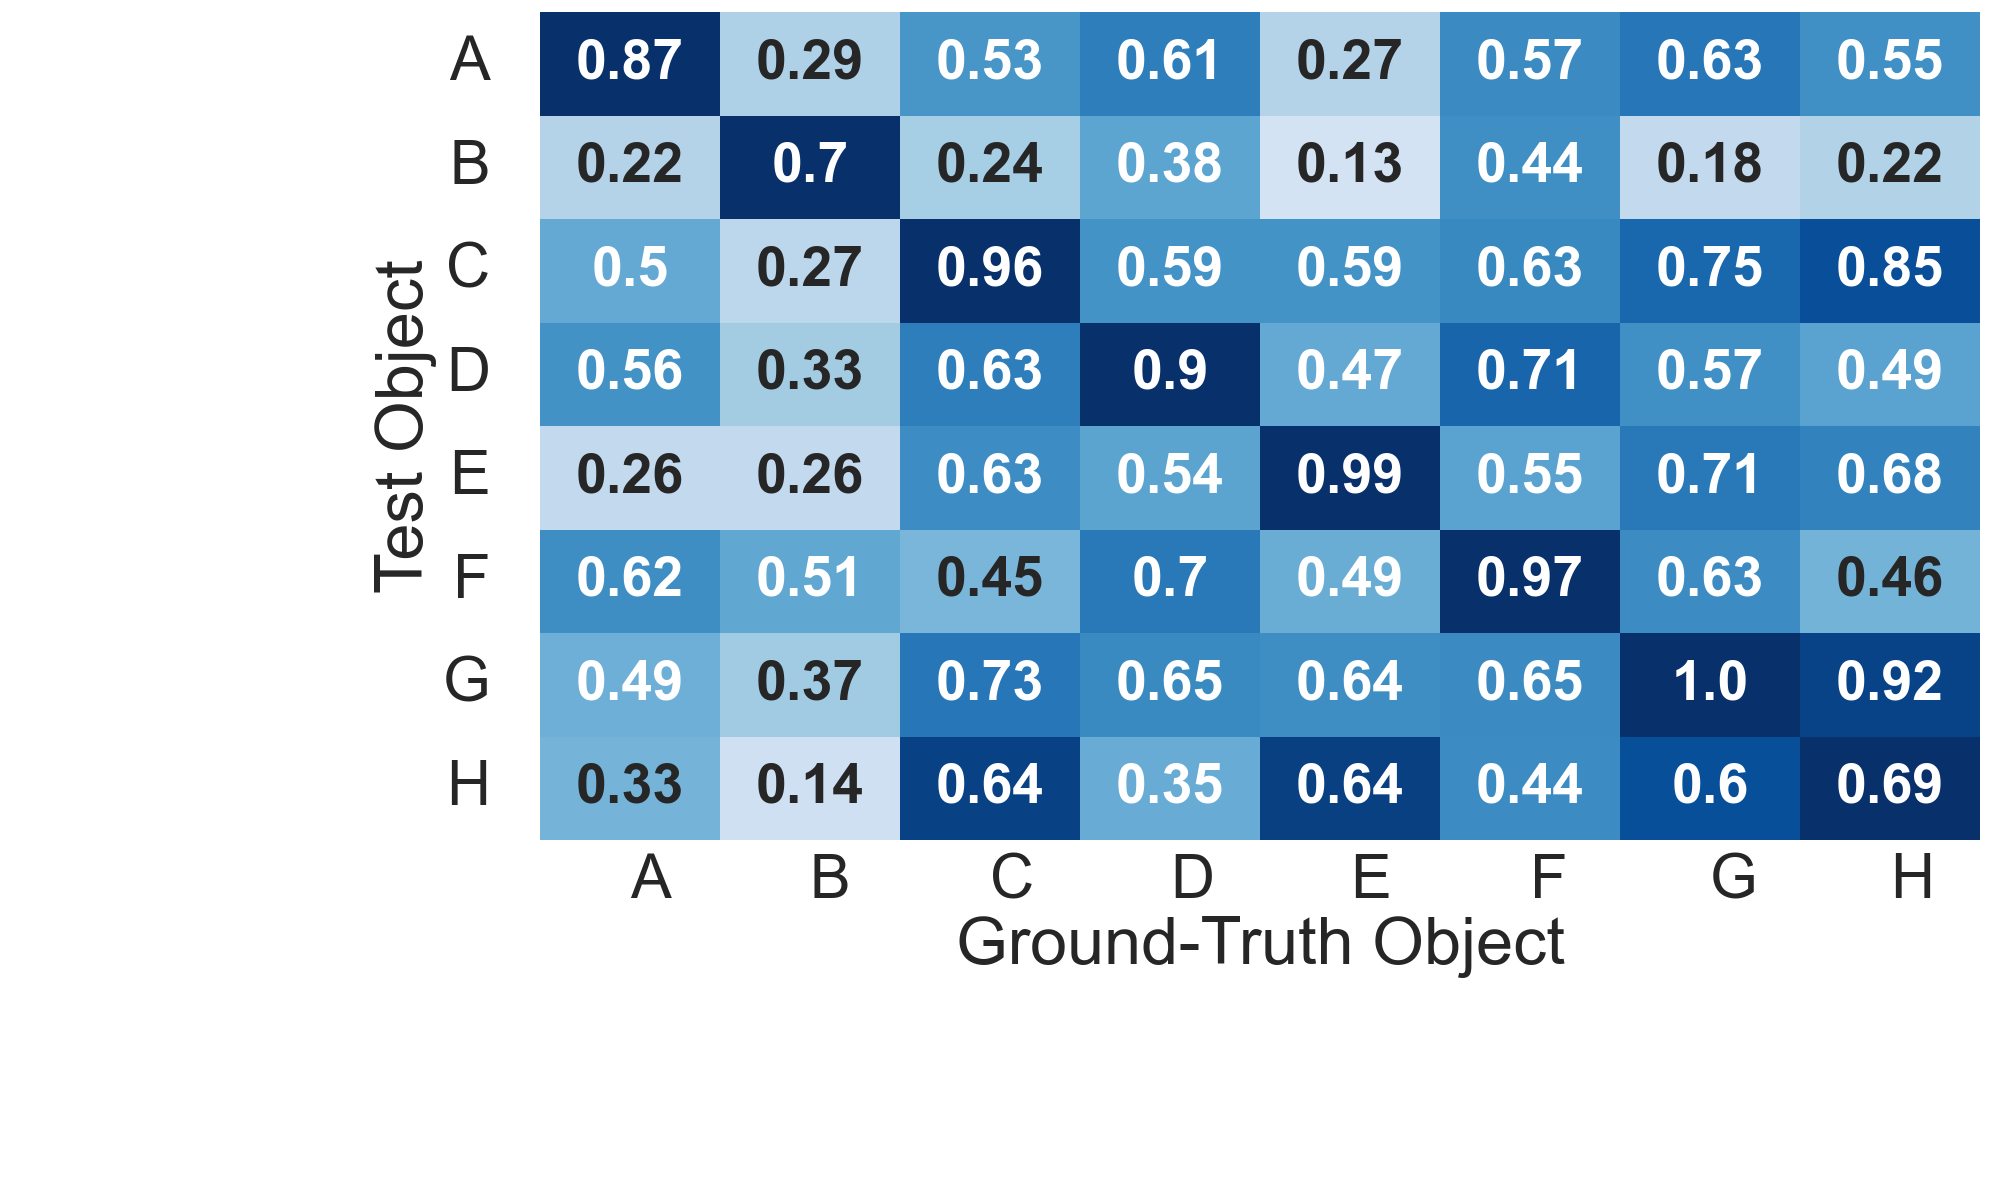 A 0.87 0.29 0.53 0.61 0.27 0.57 0.63 0.55
B 0.22 0.7 0.24 0.38 0.13 0.44 0.18 0.22
C 0.5 0.27 0.96 0.59 0.59 0.63 0.75 0.85
D 0.56 0.33 0.63 0.9 0.47 0.71 0.57 0.49
E 0.26 0.26 0.63 0.54 0.99 0.55 0.71 0.68
F 0.62 0.51 0.45 0.7 0.49 0.97 0.63 0.46
G 0.49 0.37 0.73 0.65 0.64 0.65 1.0 0.92
H 0.33 0.14 0.64 0.35 0.64 0.44 0.6 0.69
A B C D E F G H
Ground-Truth Object
Test Object